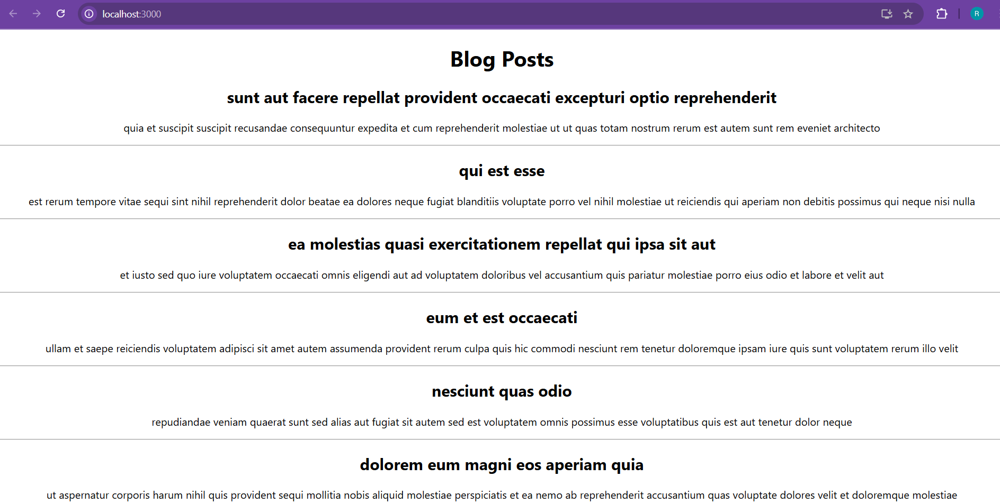 localhost:3000
R
Blog Posts
sunt aut facere repellat provident occaecati excepturi optio reprehenderit
quia et suscipit suscipit recusandae consequuntur expedita et cum reprehenderit molestiae ut ut quas totam nostrum rerum est autem sunt rem eveniet architecto
qui est esse
est rerum tempore vitae sequi sint nihil reprehenderit dolor beatae ea dolores neque fugiat blanditiis voluptate porro vel nihil molestiae ut reiciendis qui aperiam non debitis possimus qui neque nisi nulla
ea molestias quasi exercitationem repellat qui ipsa sit aut
et iusto sed quo iure voluptatem occaecati omnis eligendi aut ad voluptatem doloribus vel accusantium quis pariatur molestiae porro eius odio et labore et velit aut
eum et est occaecati
ullam et saepe reiciendis voluptatem adipisci sit amet autem assumenda provident rerum culpa quis hic commodi nesciunt rem tenetur doloremque ipsam iure quis sunt voluptatem rerum illo velit
nesciunt quas odio
repudiandae veniam quaerat sunt sed alias aut fugiat sit autem sed est voluptatem omnis possimus esse voluptatibus quis est aut tenetur dolor neque
dolorem eum magni eos aperiam quia
ut aspernatur corporis harum nihil quis provident sequi mollitia nobis aliquid molestiae perspiciatis et ea nemo ab reprehenderit accusantium quas voluptate dolores velit et doloremque molestiae